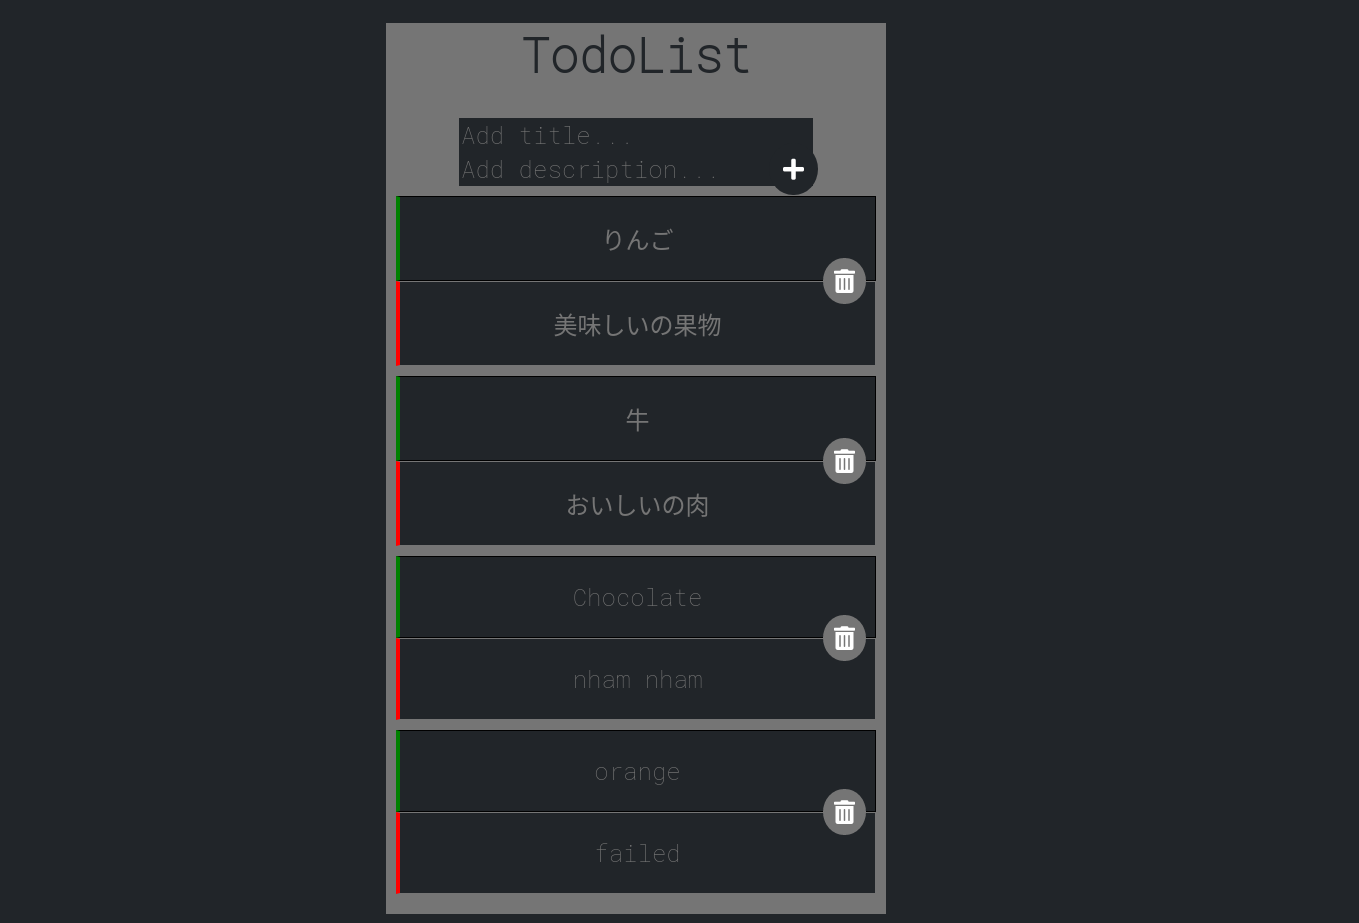 TodoList
Add title...
Add description...
りんご
美味しいの果物
牛
おいしいの肉
Chocolate
nham nham
orange
failed